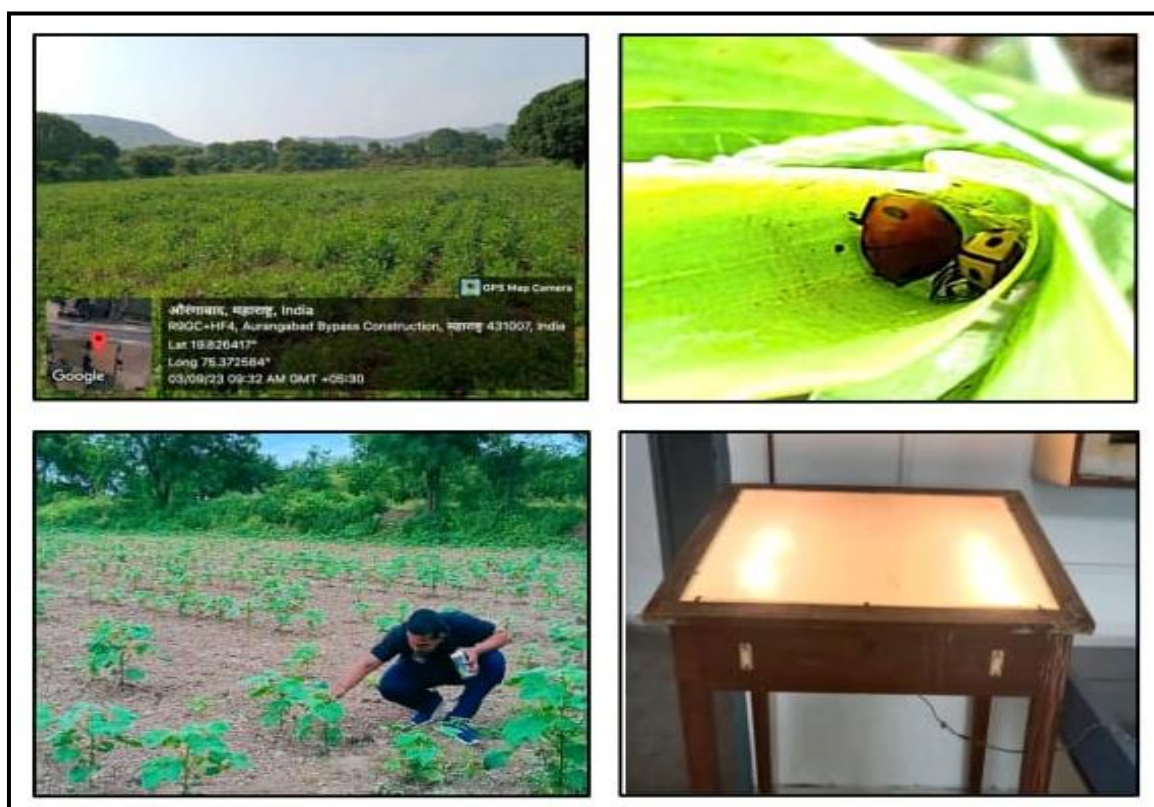 GPS Map Camera
औरंगाबाद, महाराष्ट्र, India
R9GC+HF4, Aurangabad Bypass Construction, महाराष्ट्र 431007, India
Lat 19.826417°
Long 75.372584°
03/09/23 09:32 AM GMT +05:30
Google